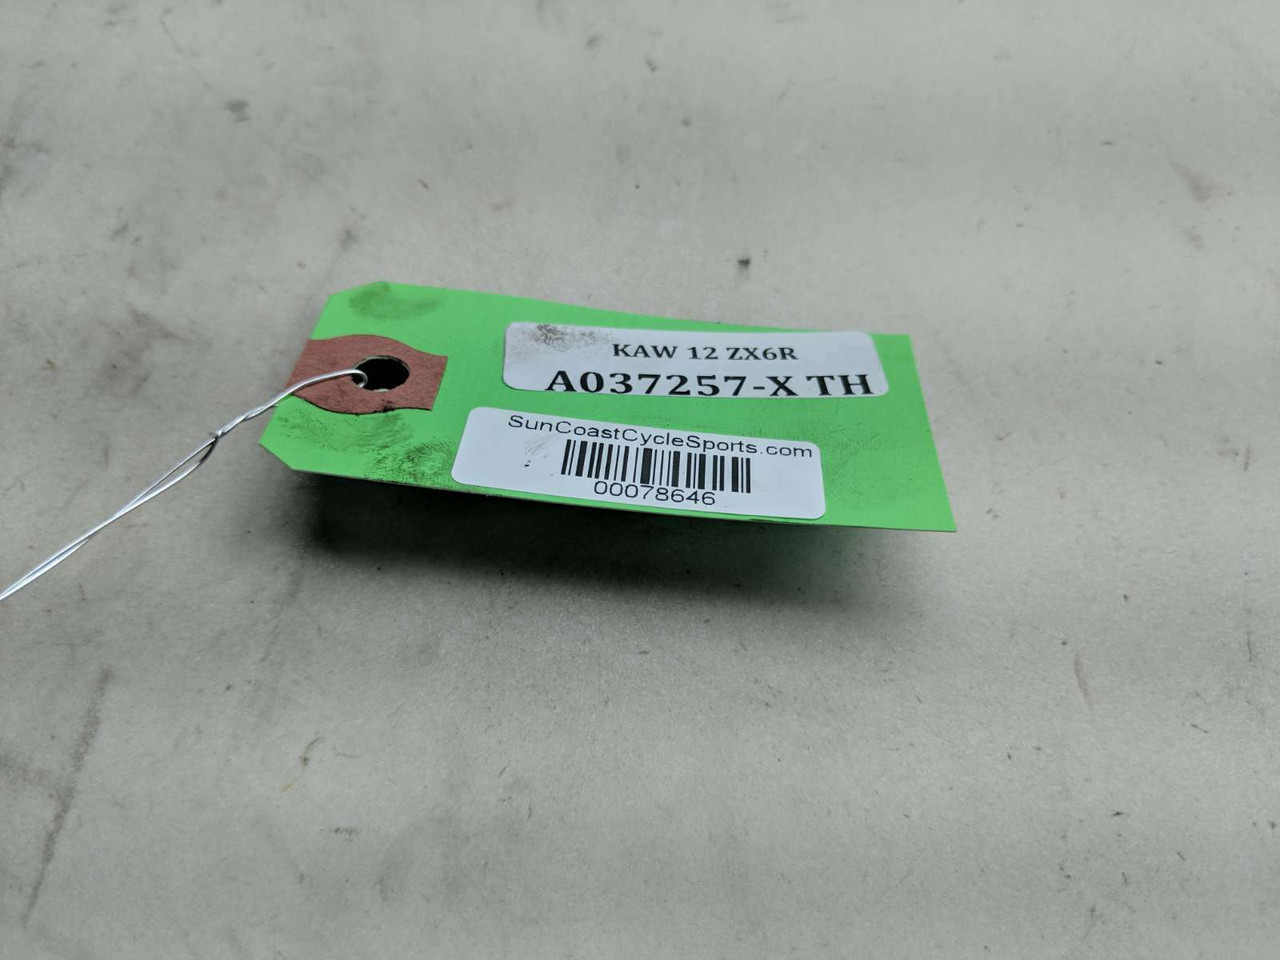 KAW 12 ZX6R
A037257-X TH
SunCoastCycleSports.com
00078646